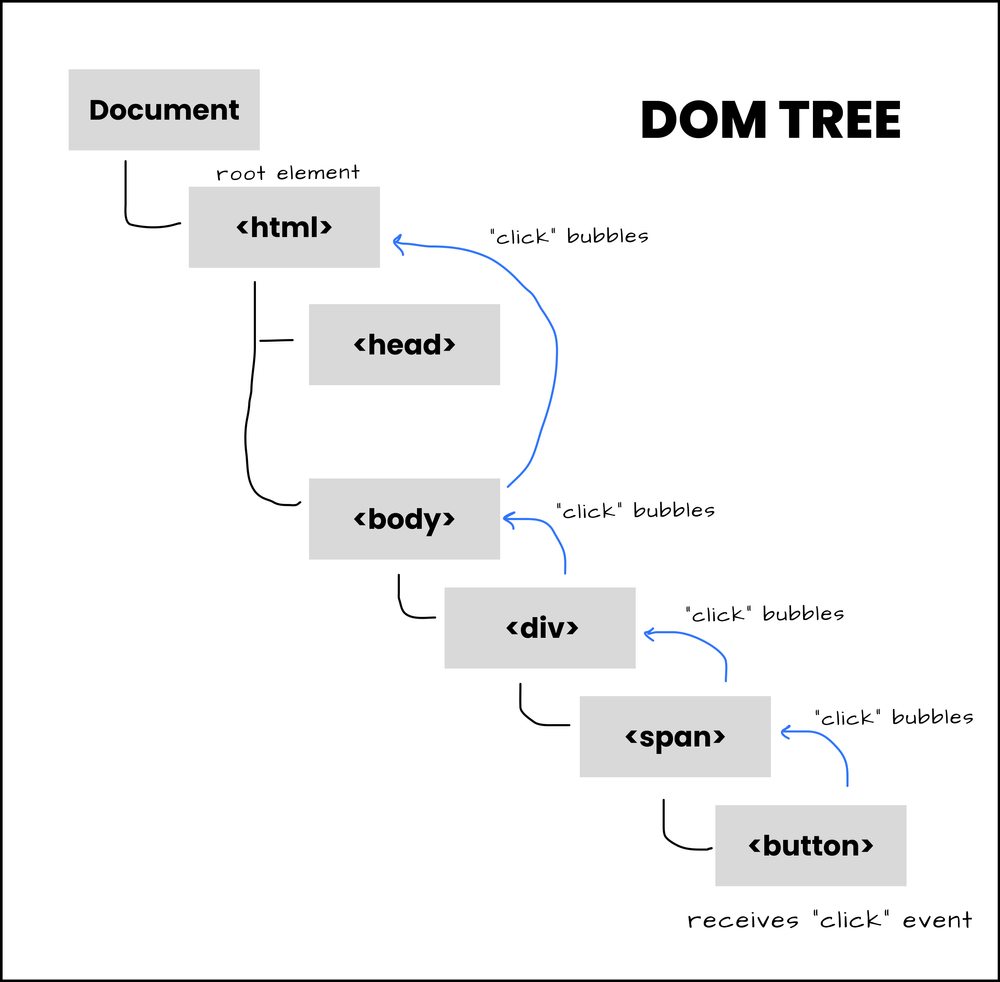 Document
DOM TREE
root element
<html>
"click" bubbles
<head>
<body>
"click" bubbles
<div>
"click" bubbles
<span>
"click" bubbles
<button>
receives "click" event